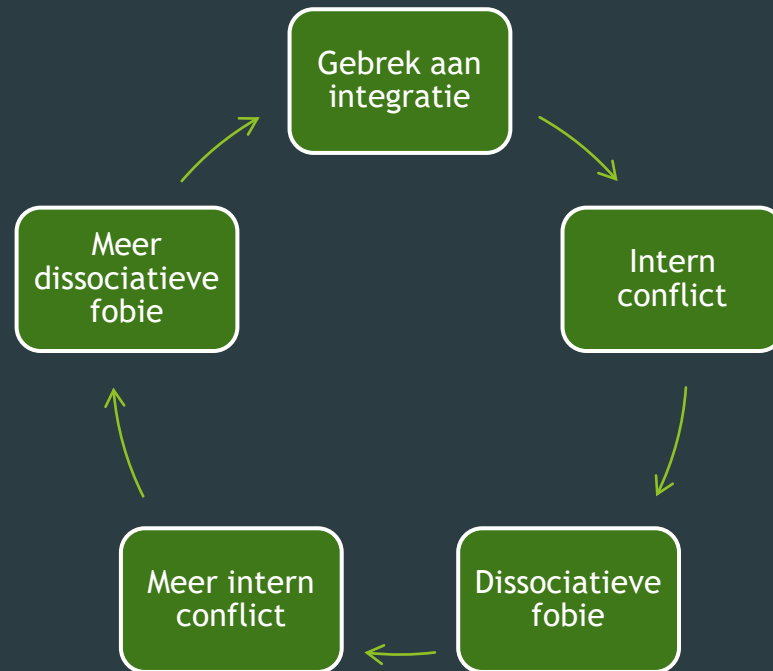 Gebrek aan
integratie
Intern
conflict
Dissociatieve
fobie
Meer intern
conflict
Meer
dissociatieve
fobie